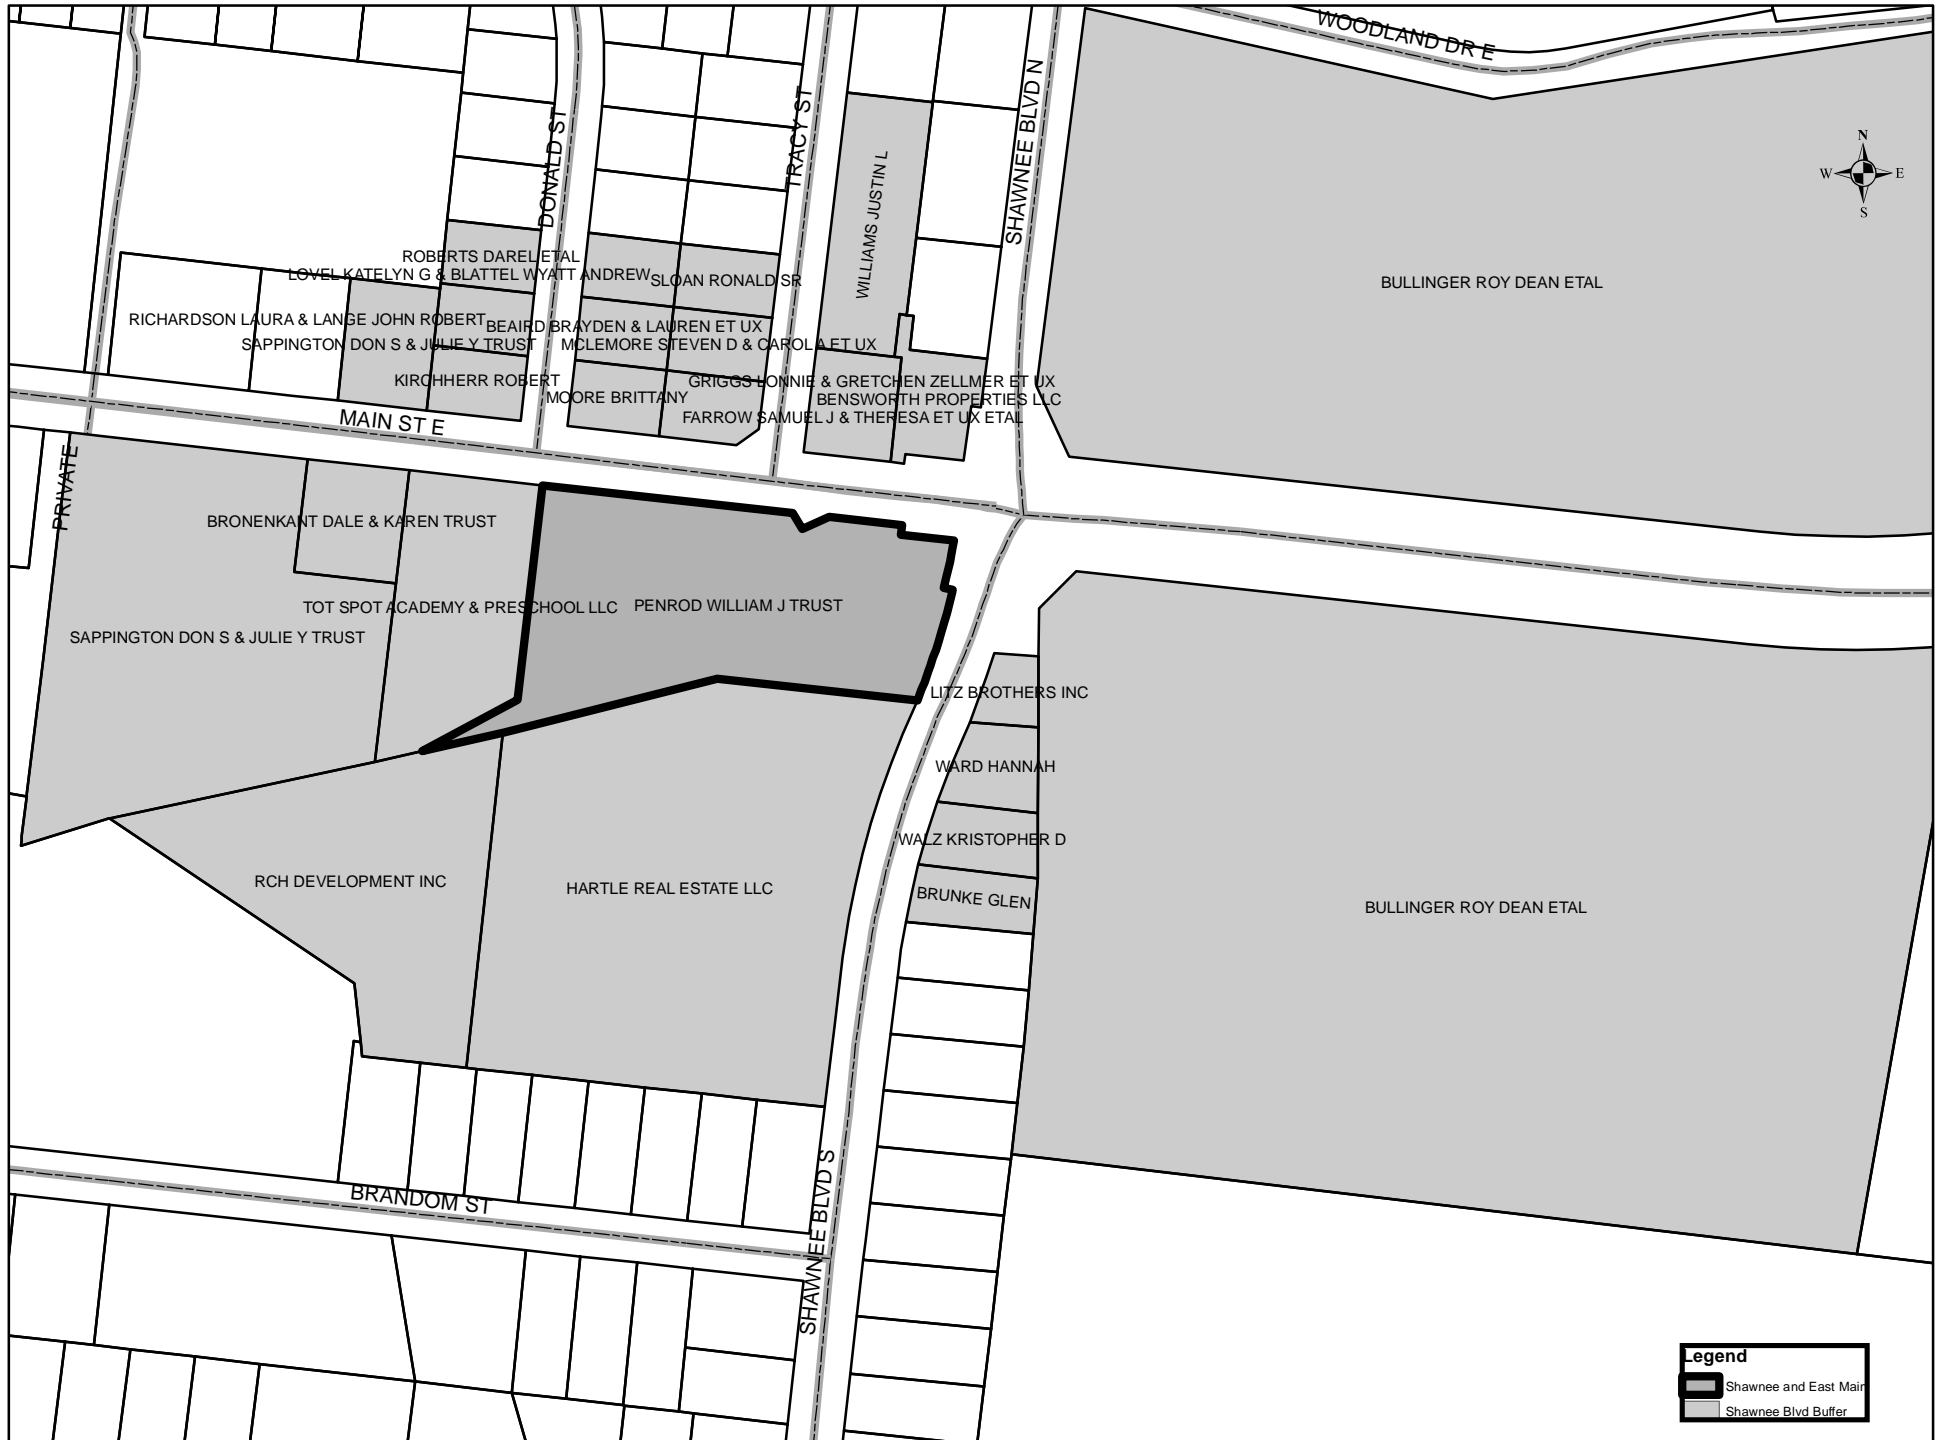 WOODLAND DR E
SHAWNEE BLVD N
TRACY ST
DONALD ST
N
W E
S
WILLIAMS JUSTIN L
ROBERTS DAREL ETAL
LOVEL KATELYN G & BLATTEL WYATT ANDREW
SLOAN RONALD SR
BULLINGER ROY DEAN ETAL
RICHARDSON LAURA & LANGE JOHN ROBERT
BEAIRD BRAYDEN & LAUREN ET UX
SAPPINGTON DON S & JULIE Y TRUST
MCLEMORE STEVEN D & CAROL A ET UX
KIRCHHERR ROBERT
GRIGGS LONNIE & GRETCHEN ZELLMER ET UX
MOORE BRITTANY
BENSWORTH PROPERTIES LLC
FARROW SAMUEL J & THERESA ET UX ETAL
MAIN ST E
PRIVATE
BRONENKANT DALE & KAREN TRUST
TOT SPOT ACADEMY & PRESCHOOL LLC
PENROD WILLIAM J TRUST
SAPPINGTON DON S & JULIE Y TRUST
LITZ BROTHERS INC
WARD HANNAH
WALZ KRISTOPHER D
RCH DEVELOPMENT INC
HARTLE REAL ESTATE LLC
BRUNKE GLEN
BULLINGER ROY DEAN ETAL
BRANDOM ST
SHAWNEE BLVD S
Legend
Shawnee and East Main
Shawnee Blvd Buffer